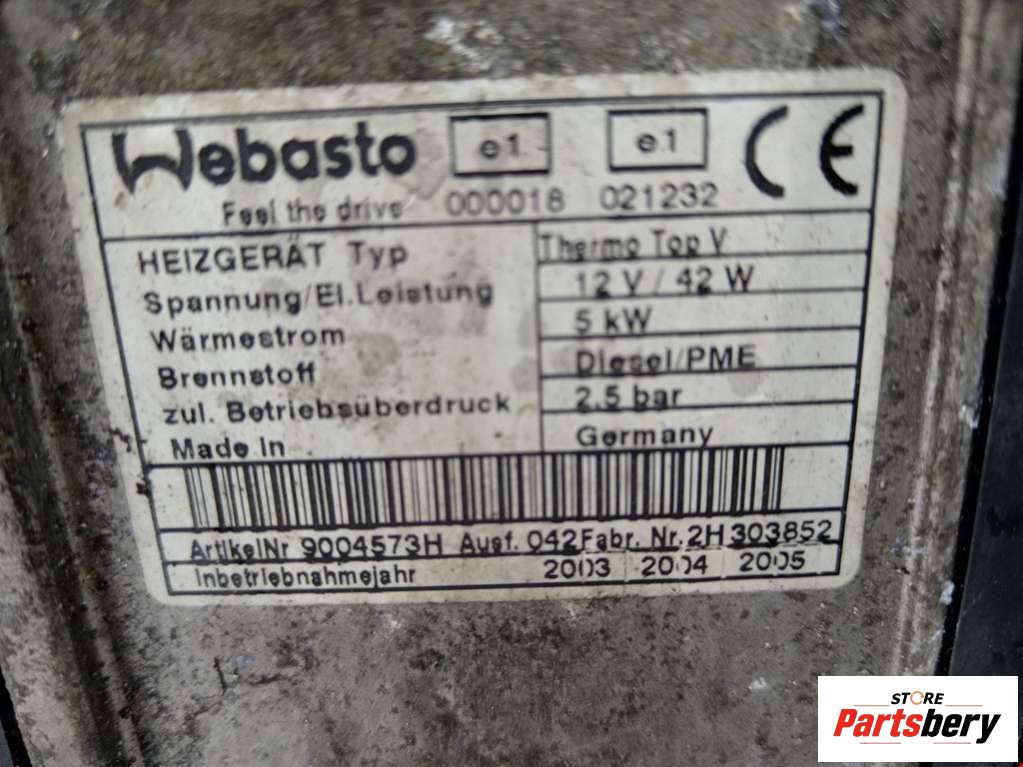 Webasto e1 e1 CE
Feel the drive 000018 021232
HEIZGERÄT Typ Thermo Top V
Spannung/El.Leistung 12 V / 42 W
Wärmestrom 5 kW
Brennstoff Diesel/PME
zul. Betriebsüberdruck 2.5 bar
Made in Germany
ArtikelNr 9004573H Ausf. 042 Fabr. Nr. 2H303852
Inbetriebnahmejahr 2003 2004 2005
STORE
Partsbery